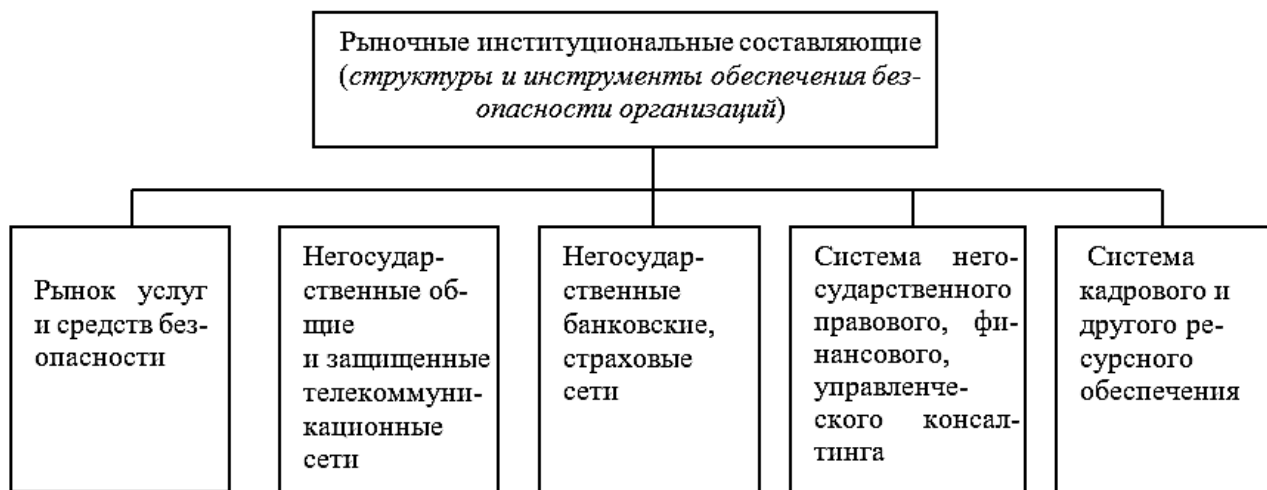 Рыночные институциональные составляющие
(структуры и инструменты обеспечения без-
опасности организаций)
Рынок услуг
и средств без-
опасности
Негосудар-
ственные об-
щие
и защищенные
телекоммуни-
кационные
сети
Негосудар-
ственные
банковские,
страховые
сети
Система него-
сударственного
правового, фи-
нансового,
управленче-
ского консал-
тинга
Система
кадрового и
другого ре-
сурсного
обеспечения